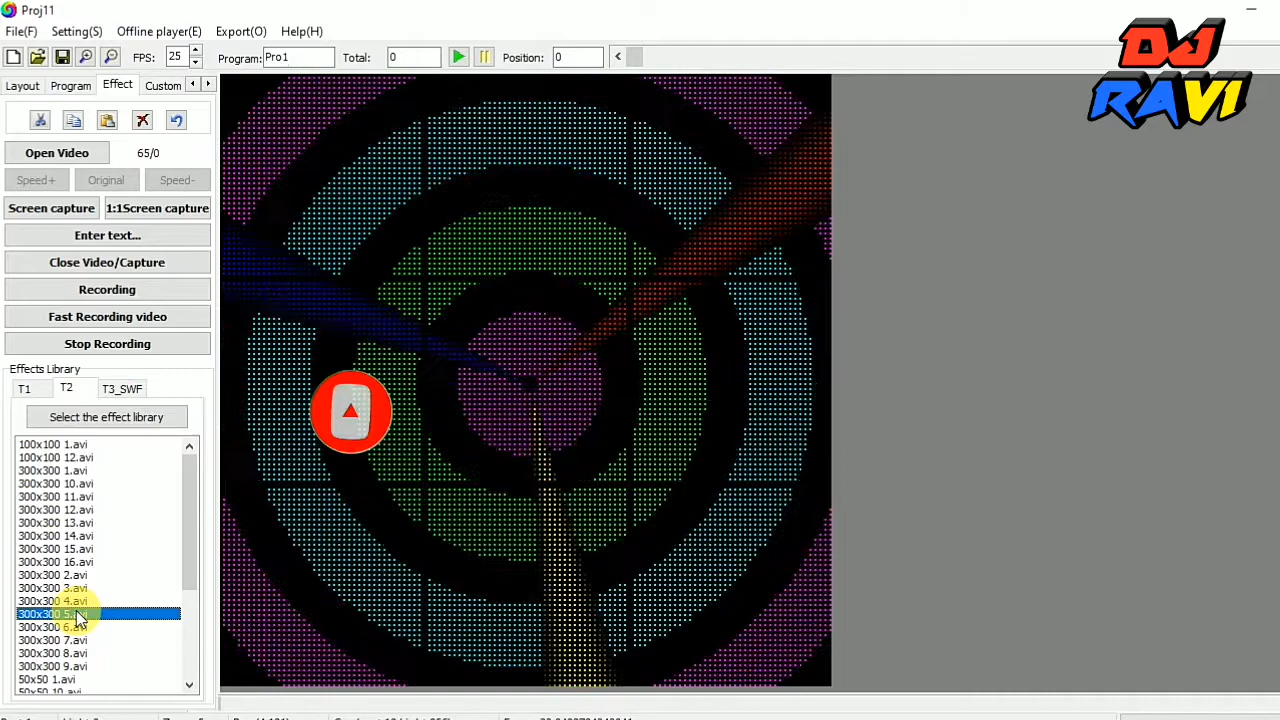 Proj11
File(F) Setting(S) Offline player(E) Export(O) Help(H)
FPS: 25 Program: Pro1 Total: 0 Position: 0 <
Layout Program Effect Custom
Open Video 65/0
Speed+ Original Speed-
Screen capture 1:1Screen capture
Enter text...
Close Video/Capture
Recording
Fast Recording video
Stop Recording
Effects Library
T1 T2 T3_SWF
Select the effect library
100x100 1.avi
100x100 12.avi
300x300 1.avi
300x300 10.avi
300x300 11.avi
300x300 12.avi
300x300 13.avi
300x300 14.avi
300x300 15.avi
300x300 16.avi
300x300 2.avi
300x300 3.avi
300x300 4.avi
300x300 5.avi
300x300 6.avi
300x300 7.avi
300x300 8.avi
300x300 9.avi
50x50 1.avi
50x50 10.avi
DJ
RAVI